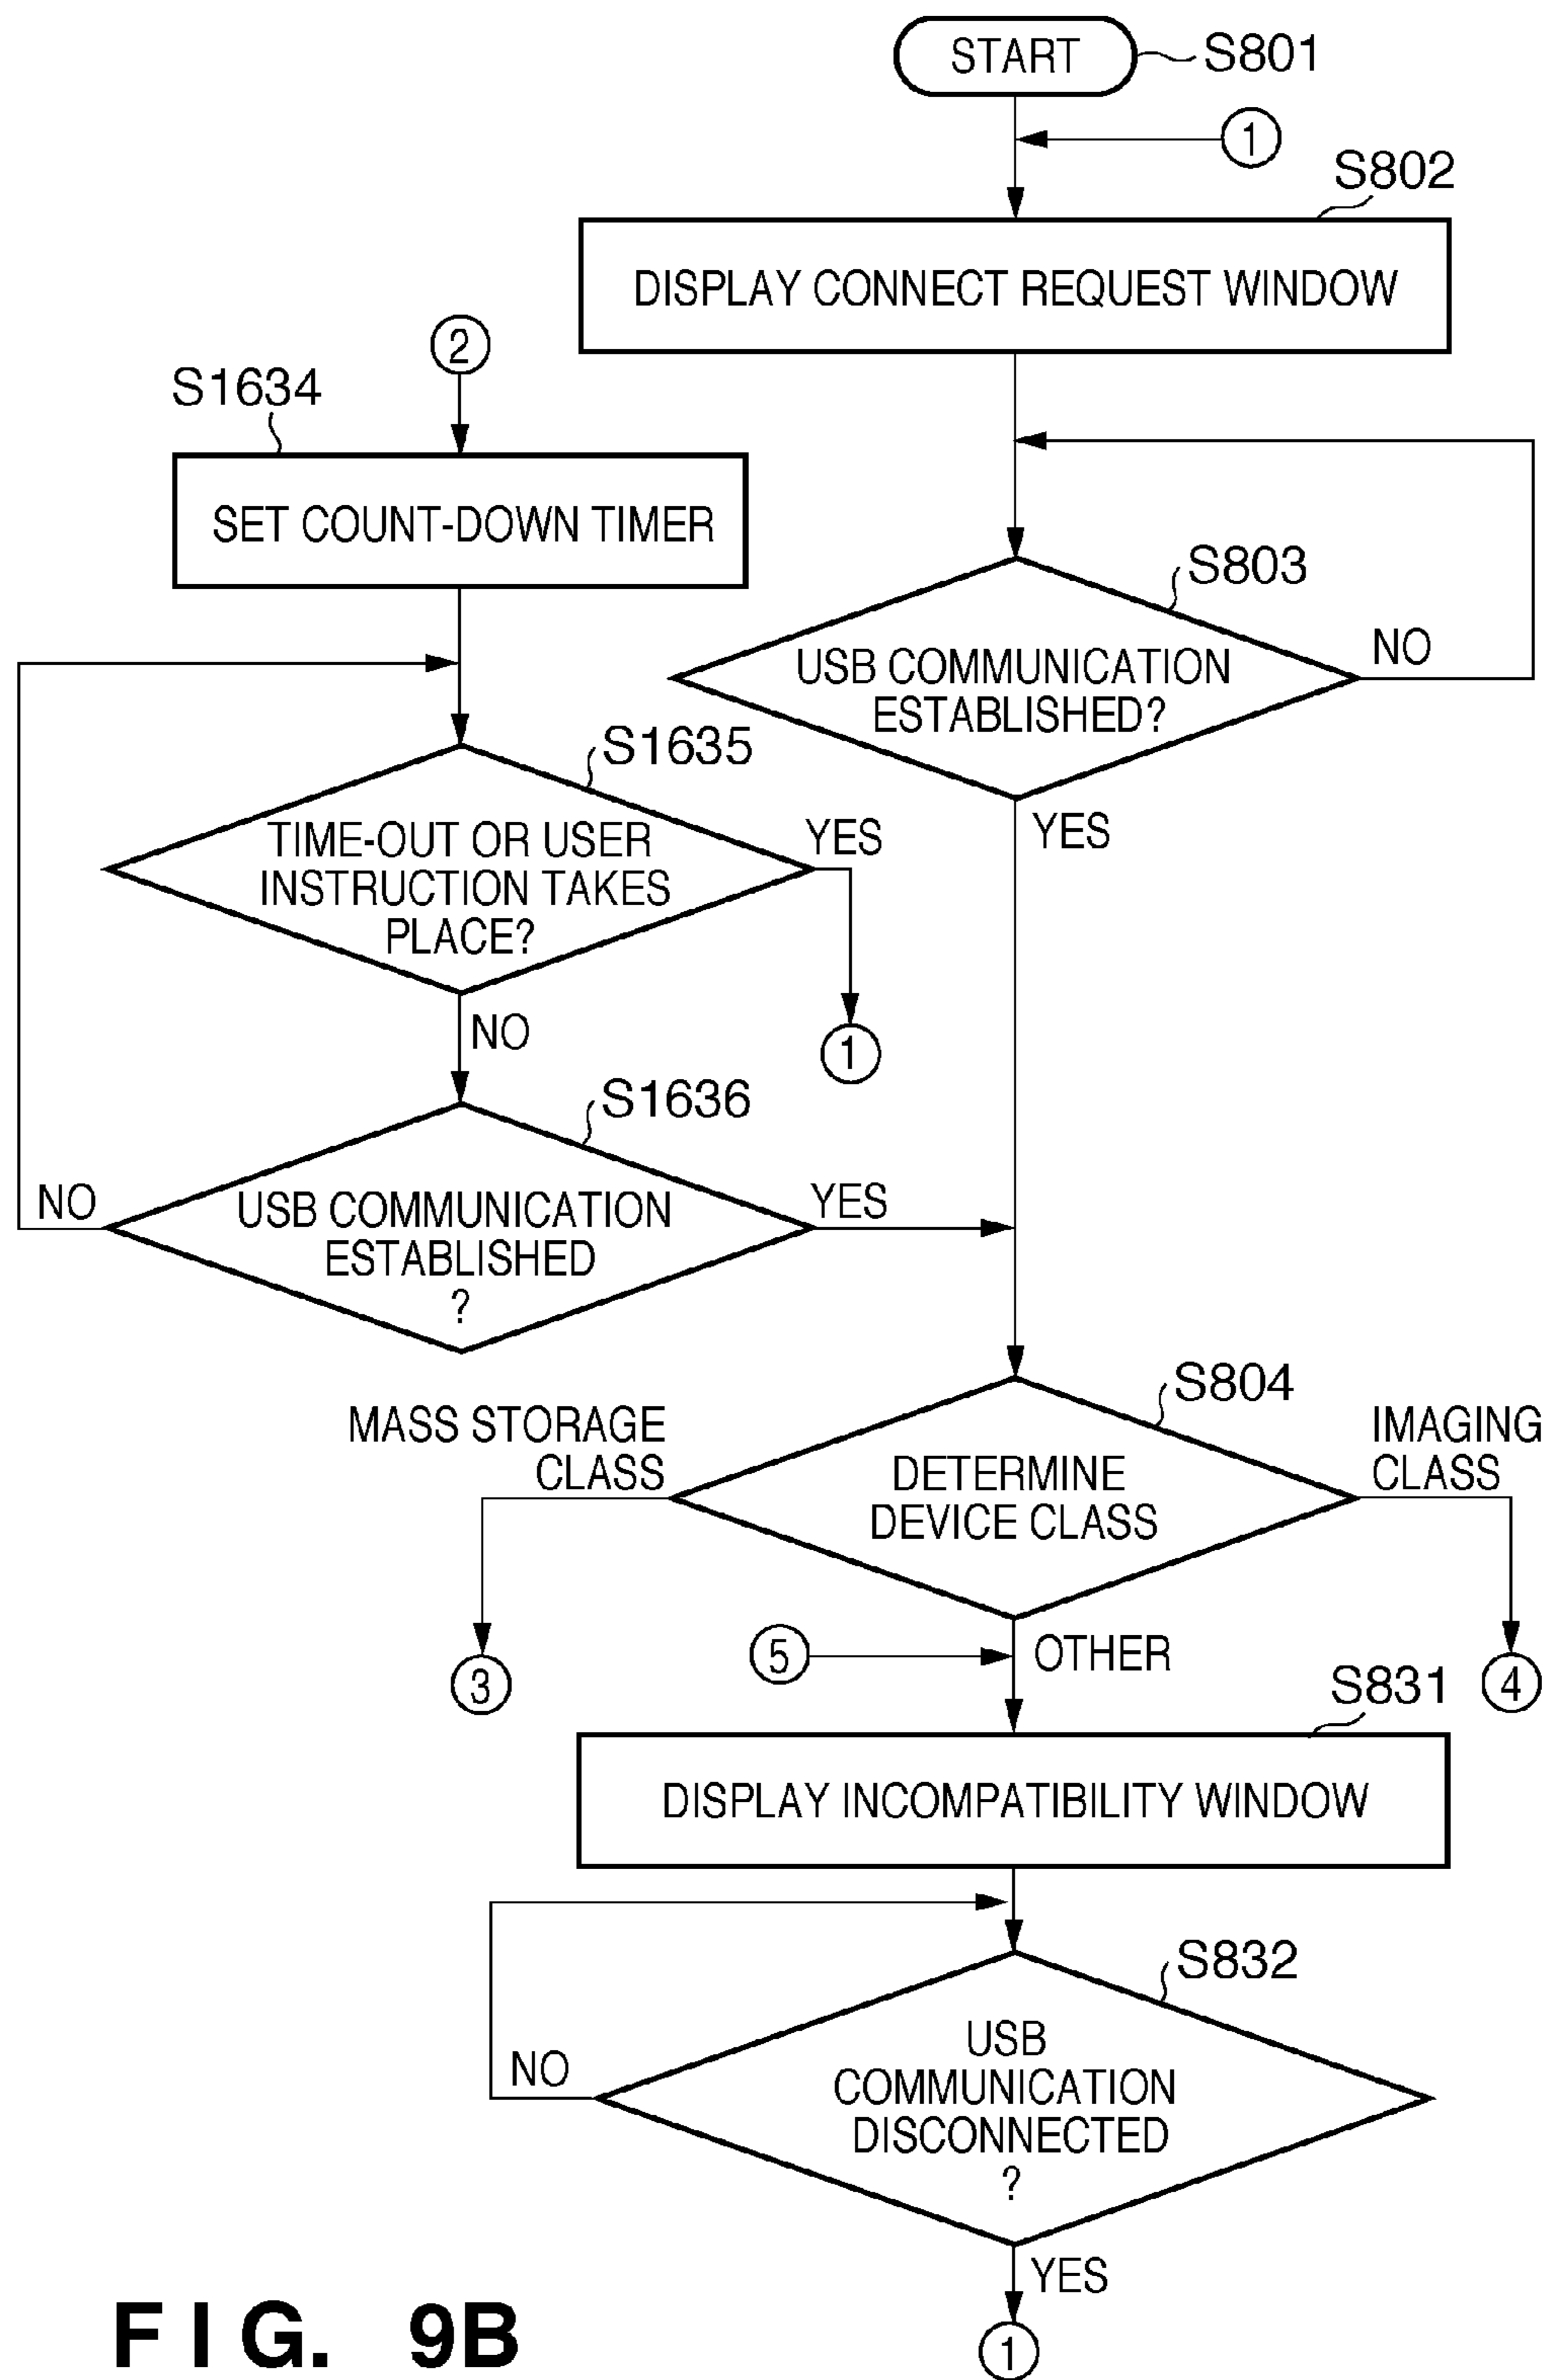 START
S801
1
S802
DISPLAY CONNECT REQUEST WINDOW
2
S1634
SET COUNT-DOWN TIMER
S803
USB COMMUNICATION
ESTABLISHED?
NO
YES
S1635
TIME-OUT OR USER
INSTRUCTION TAKES
PLACE?
YES
1
NO
S1636
USB COMMUNICATION
ESTABLISHED
?
NO
YES
S804
DETERMINE
DEVICE CLASS
MASS STORAGE
CLASS
IMAGING
CLASS
3
5
OTHER
4
S831
DISPLAY INCOMPATIBILITY WINDOW
S832
USB
COMMUNICATION
DISCONNECTED
?
NO
YES
1
FIG. 9B